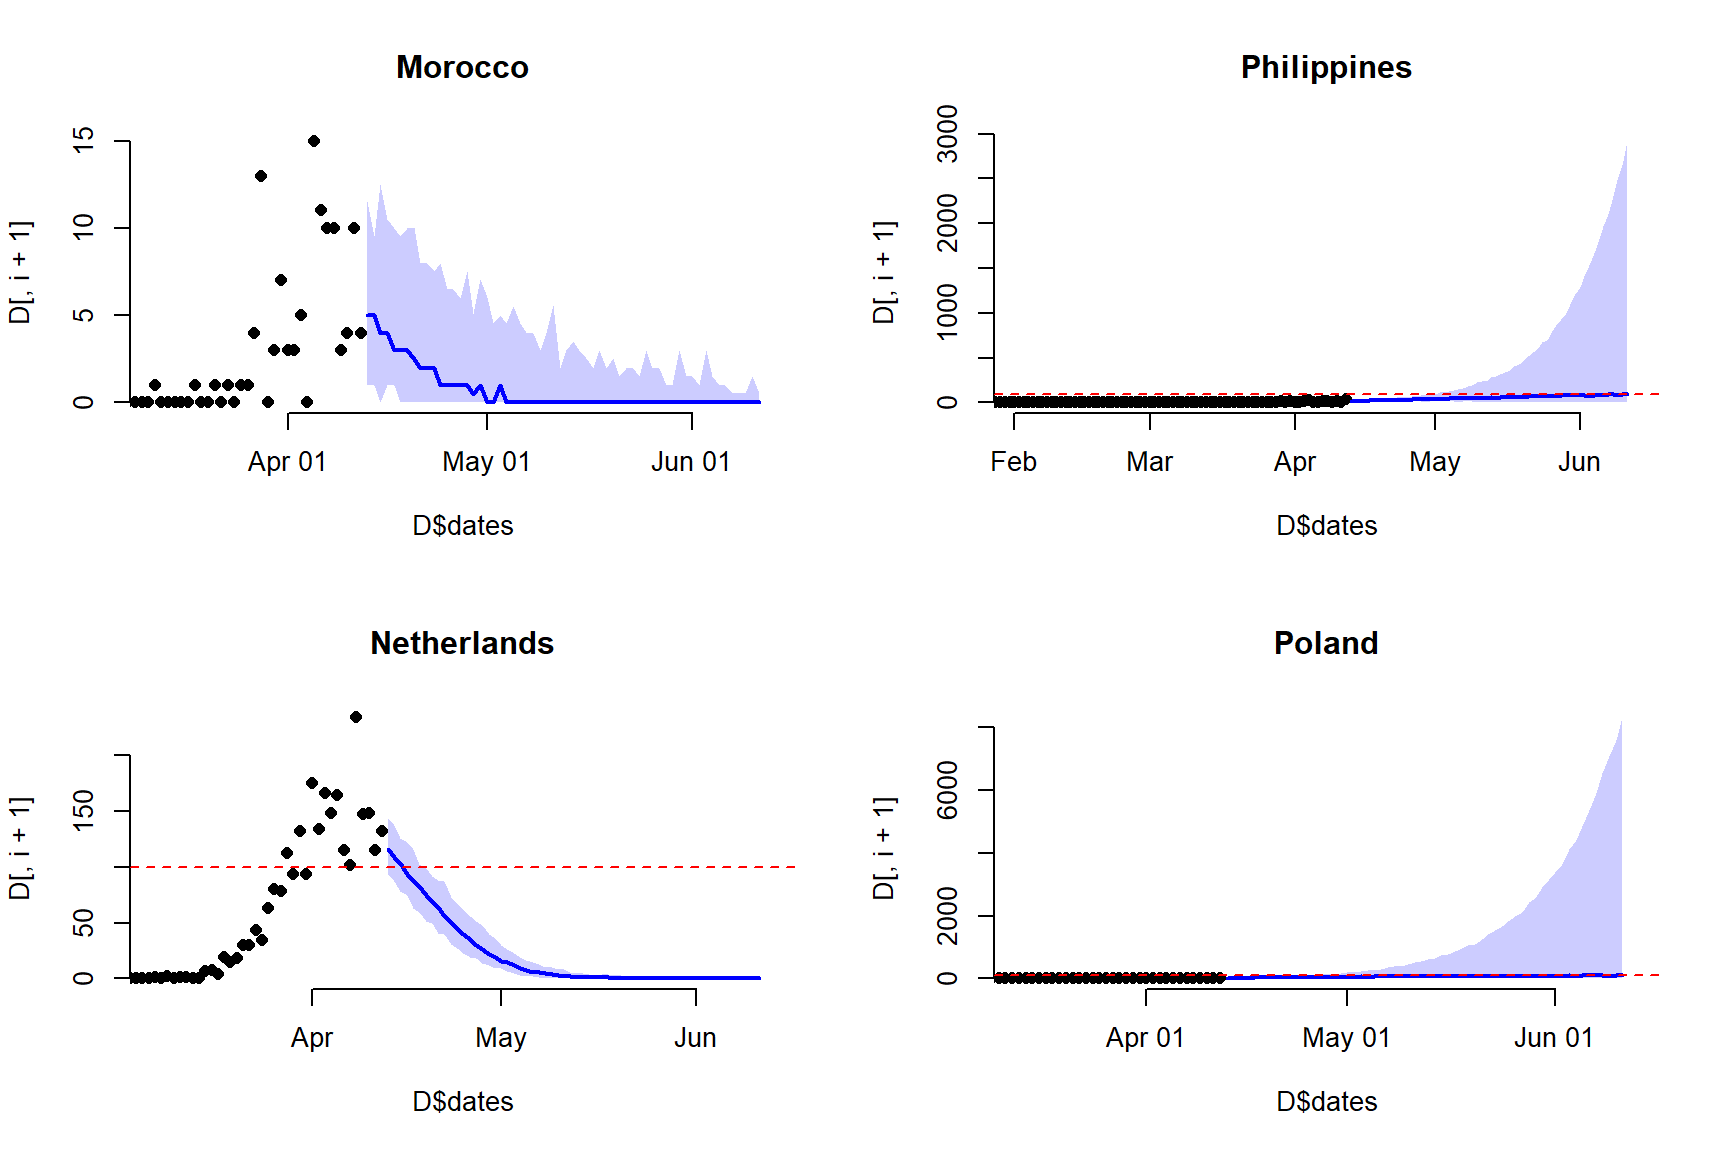 Morocco
D[, i + 1]
15
10
5
0
Apr 01 May 01 Jun 01
D$dates
Philippines
D[, i + 1]
3000
2000
1000
0
Feb Mar Apr May Jun
D$dates
Netherlands
D[, i + 1]
150
50
0
Apr May Jun
D$dates
Poland
D[, i + 1]
6000
2000
0
Apr 01 May 01 Jun 01
D$dates